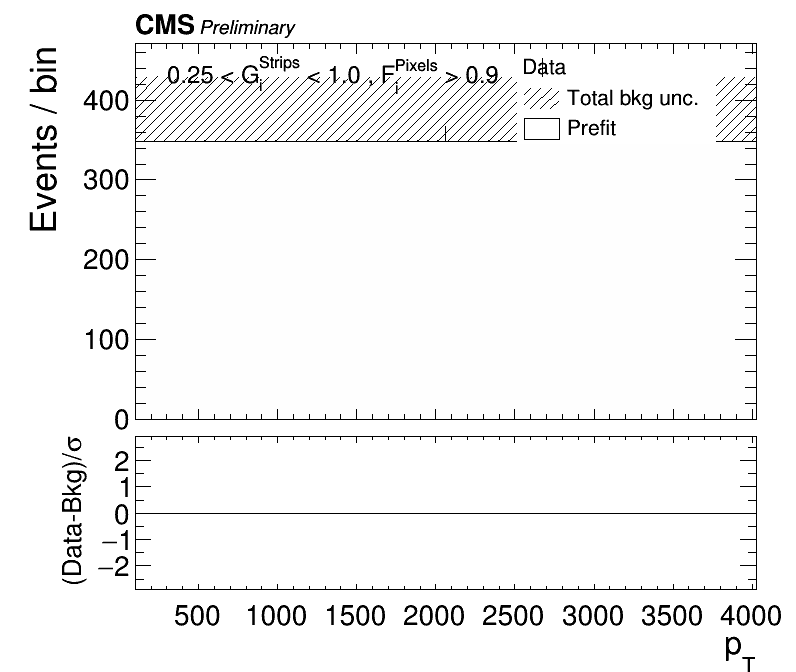 CMS Preliminary
0.25 < G_i^Strips < 1.0 , F_i^Pixels > 0.9
Data
Total bkg unc.
Prefit
Events / bin
400
300
200
100
0
(Data-Bkg)/σ
2
1
0
−1
−2
500 1000 1500 2000 2500 3000 3500 4000
p_T